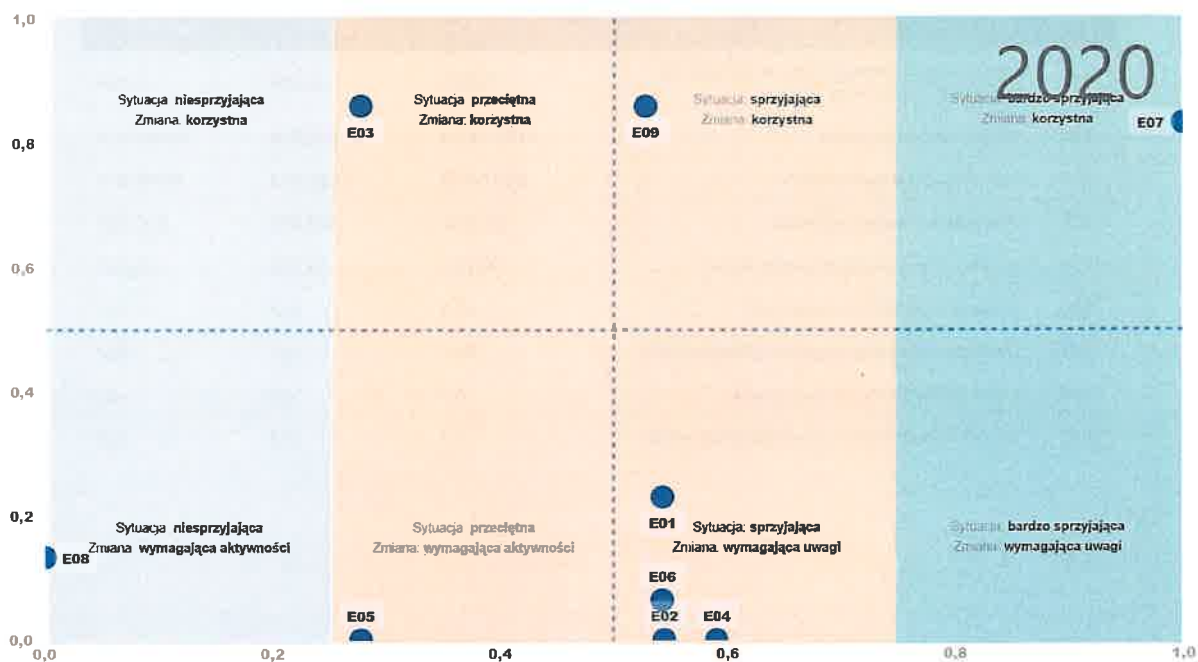 1,0
2020
Sytuacja niesprzyjająca
Zmiana: korzystna
E03
Sytuacja przeciętna
Zmiana: korzystna
E09
Sytuacja: sprzyjająca
Zmiana: korzystna
Sytuacja: bardzo sprzyjająca
Zmiana: korzystna
E07
0,8
0,6
0,4
0,2
Sytuacja niesprzyjająca
Zmiana wymagająca aktywności
E08
Sytuacja przeciętna
Zmiana: wymagająca aktywności
E01
Sytuacja: sprzyjająca
Zmiana: wymagająca uwagi
Sytuacja: bardzo sprzyjająca
Zmiana: wymagająca uwagi
E06
E05
E02
E04
0,0
0,0
0,2
0,4
0,6
0,8
1,0